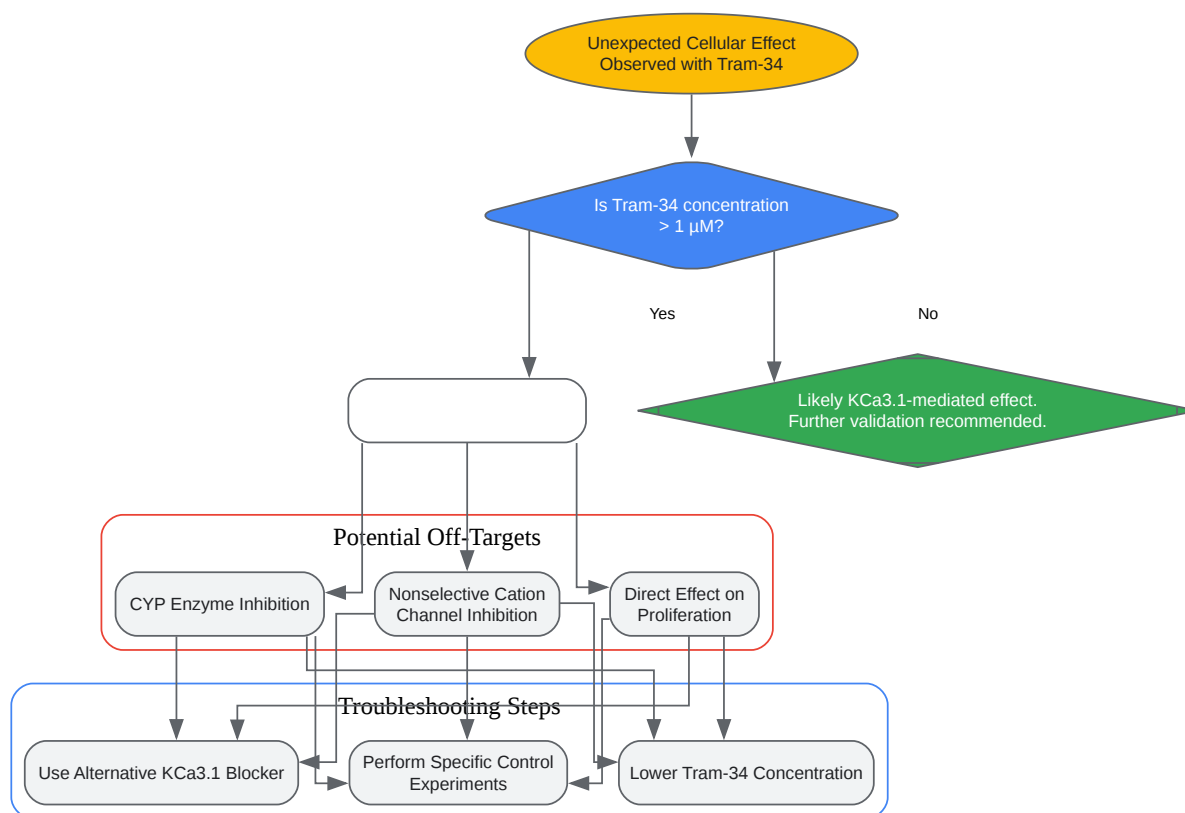 Unexpected Cellular Effect
Observed with Tram-34
Is Tram-34 concentration
> 1 µM?
Yes
No
Likely KCa3.1-mediated effect.
Further validation recommended.
Potential Off-Targets
CYP Enzyme Inhibition
Nonselective Cation
Channel Inhibition
Direct Effect on
Proliferation
Troubleshooting Steps
Use Alternative KCa3.1 Blocker
Perform Specific Control
Experiments
Lower Tram-34 Concentration